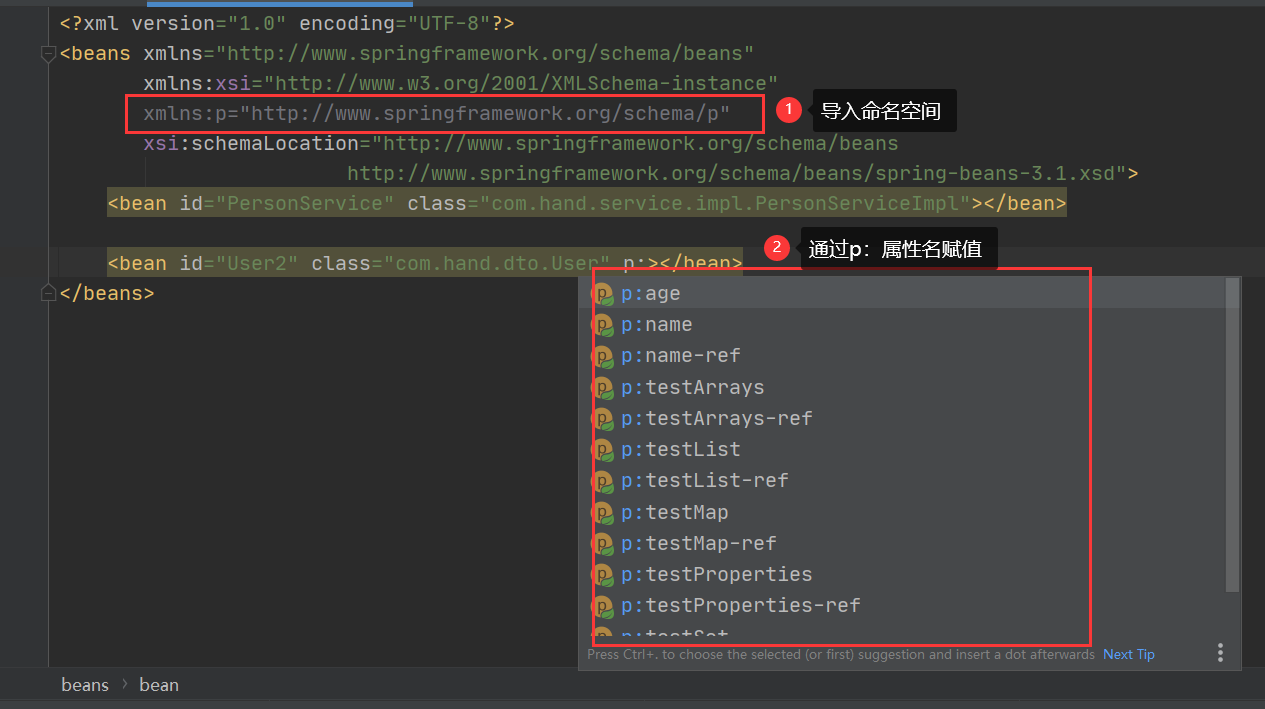 <?xml version="1.0" encoding="UTF-8"?>
<beans xmlns="http://www.springframework.org/schema/beans"
xmlns:xsi="http://www.w3.org/2001/XMLSchema-instance"
xmlns:p="http://www.springframework.org/schema/p"
1 导入命名空间
xsi:schemaLocation="http://www.springframework.org/schema/beans
http://www.springframework.org/schema/beans/spring-beans-3.1.xsd">
<bean id="PersonService" class="com.hand.service.impl.PersonServiceImpl"></bean>
2 通过p：属性名赋值
<bean id="User2" class="com.hand.dto.User" p:></bean>
</beans>
p p:age
p p:name
p p:name-ref
p p:testArrays
p p:testArrays-ref
p p:testList
p p:testList-ref
p p:testMap
p p:testMap-ref
p p:testProperties
p p:testProperties-ref
p:testSet
Press Ctrl+. to choose the selected (or first) suggestion and insert a dot afterwards Next Tip
beans › bean